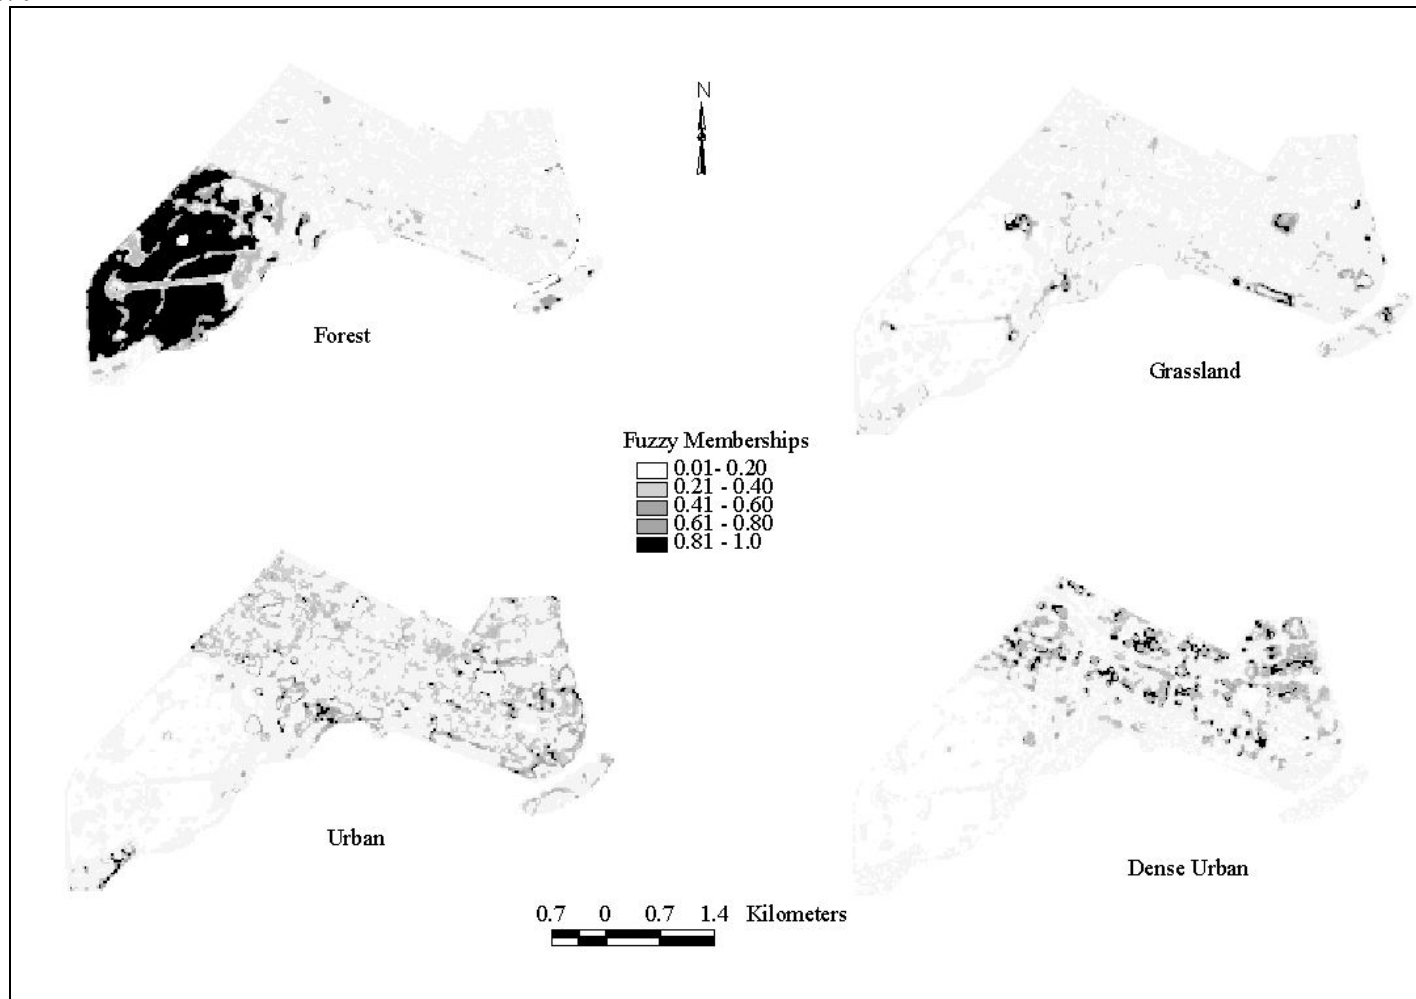 N
Forest
Grassland
Fuzzy Memberships
0.01- 0.20
0.21 - 0.40
0.41 - 0.60
0.61 - 0.80
0.81 - 1.0
Urban
Dense Urban
0.7 0 0.7 1.4 Kilometers